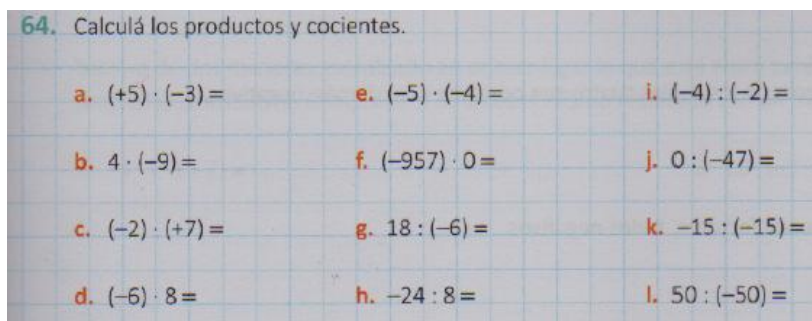 64. Calculá los productos y cocientes.
a. (+5) · (−3) =
e. (−5) · (−4) =
i. (−4) : (−2) =
b. 4 · (−9) =
f. (−957) · 0 =
j. 0 : (−47) =
c. (−2) · (+7) =
g. 18 : (−6) =
k. −15 : (−15) =
d. (−6) · 8 =
h. −24 : 8 =
l. 50 : (−50) =